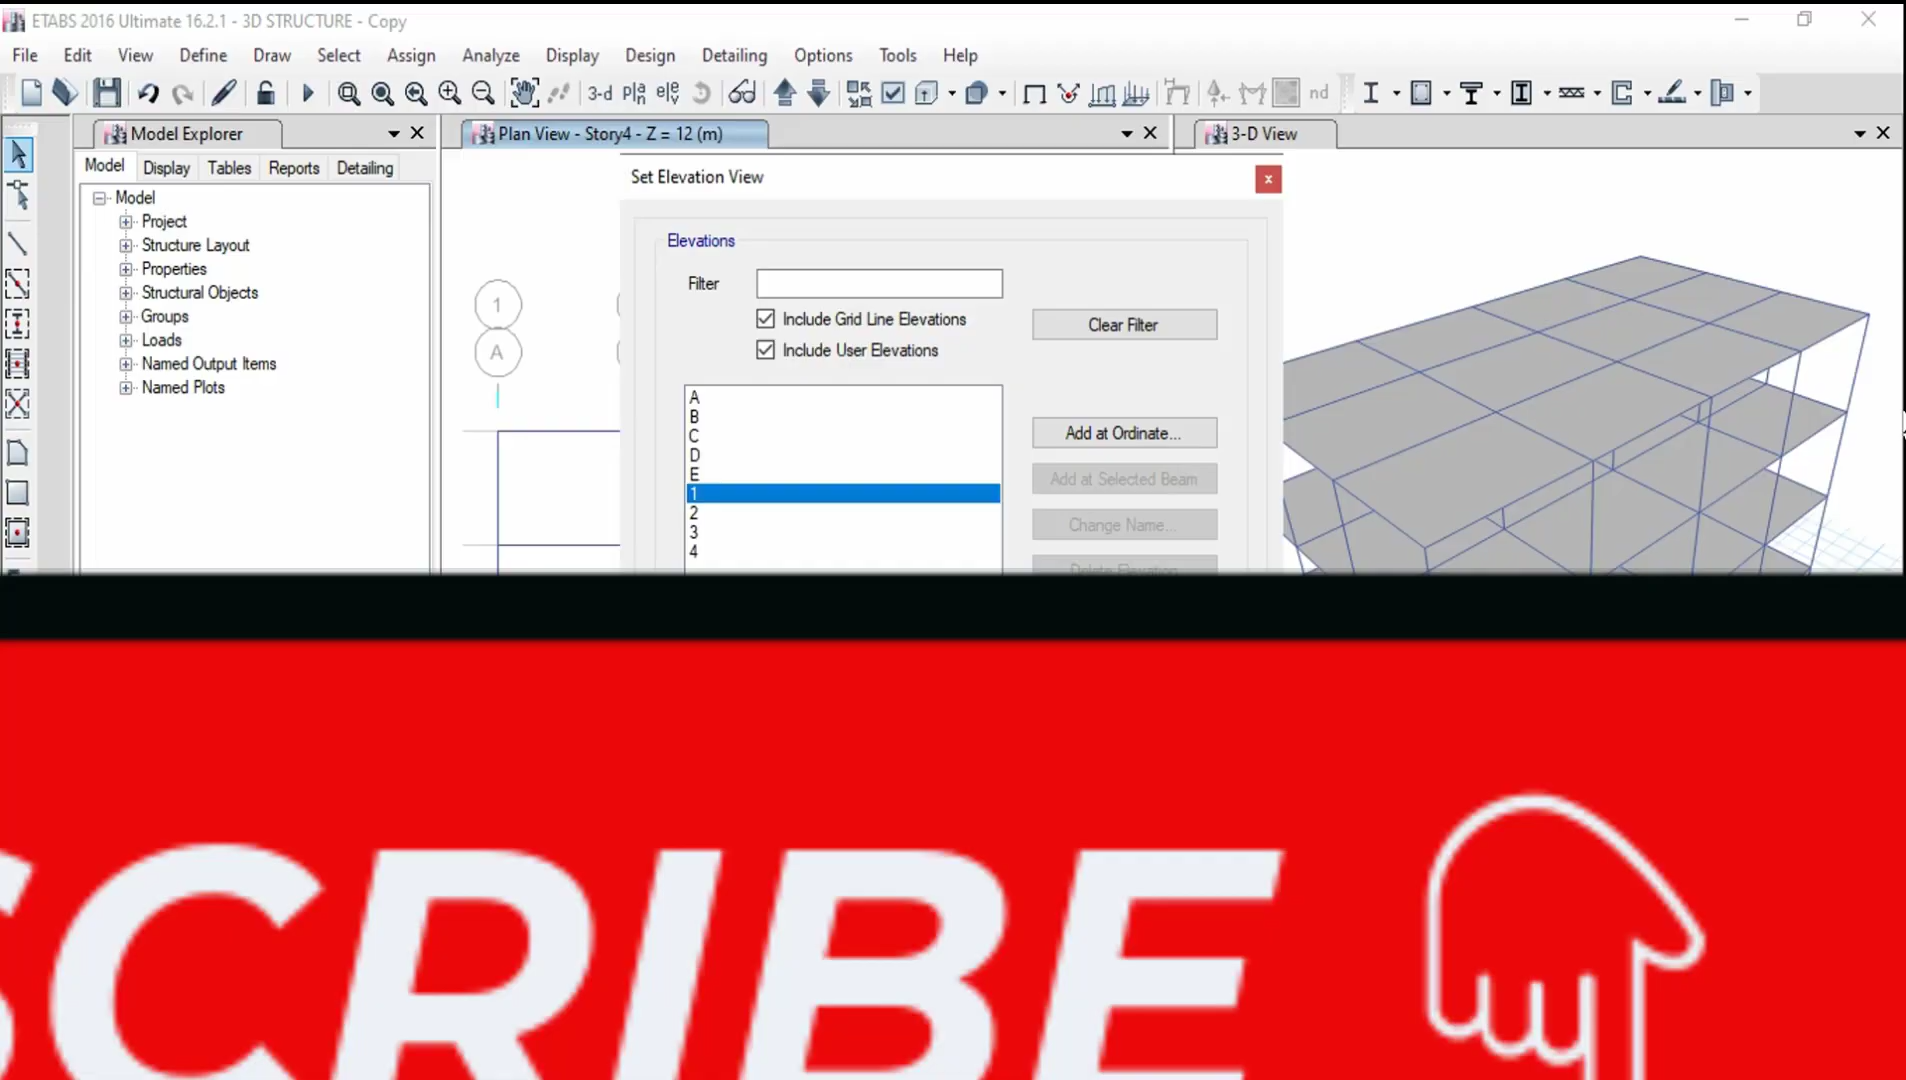 ETABS 2016 Ultimate 16.2.1 - 3D STRUCTURE - Copy
File Edit View Define Draw Select Assign Analyze Display Design Detailing Options Tools Help
3-d nd
Model Explorer
Plan View - Story4 - Z = 12 (m)
3-D View
Model Display Tables Reports Detailing
Model
Project
Structure Layout
Properties
Structural Objects
Groups
Loads
Named Output Items
Named Plots
1
A
Set Elevation View
Elevations
Filter
Include Grid Line Elevations
Include User Elevations
Clear Filter
A
B
C
D
E
1
2
3
4
Add at Ordinate...
Add at Selected Beam
Change Name...
Delete Elevation
SCRIBE